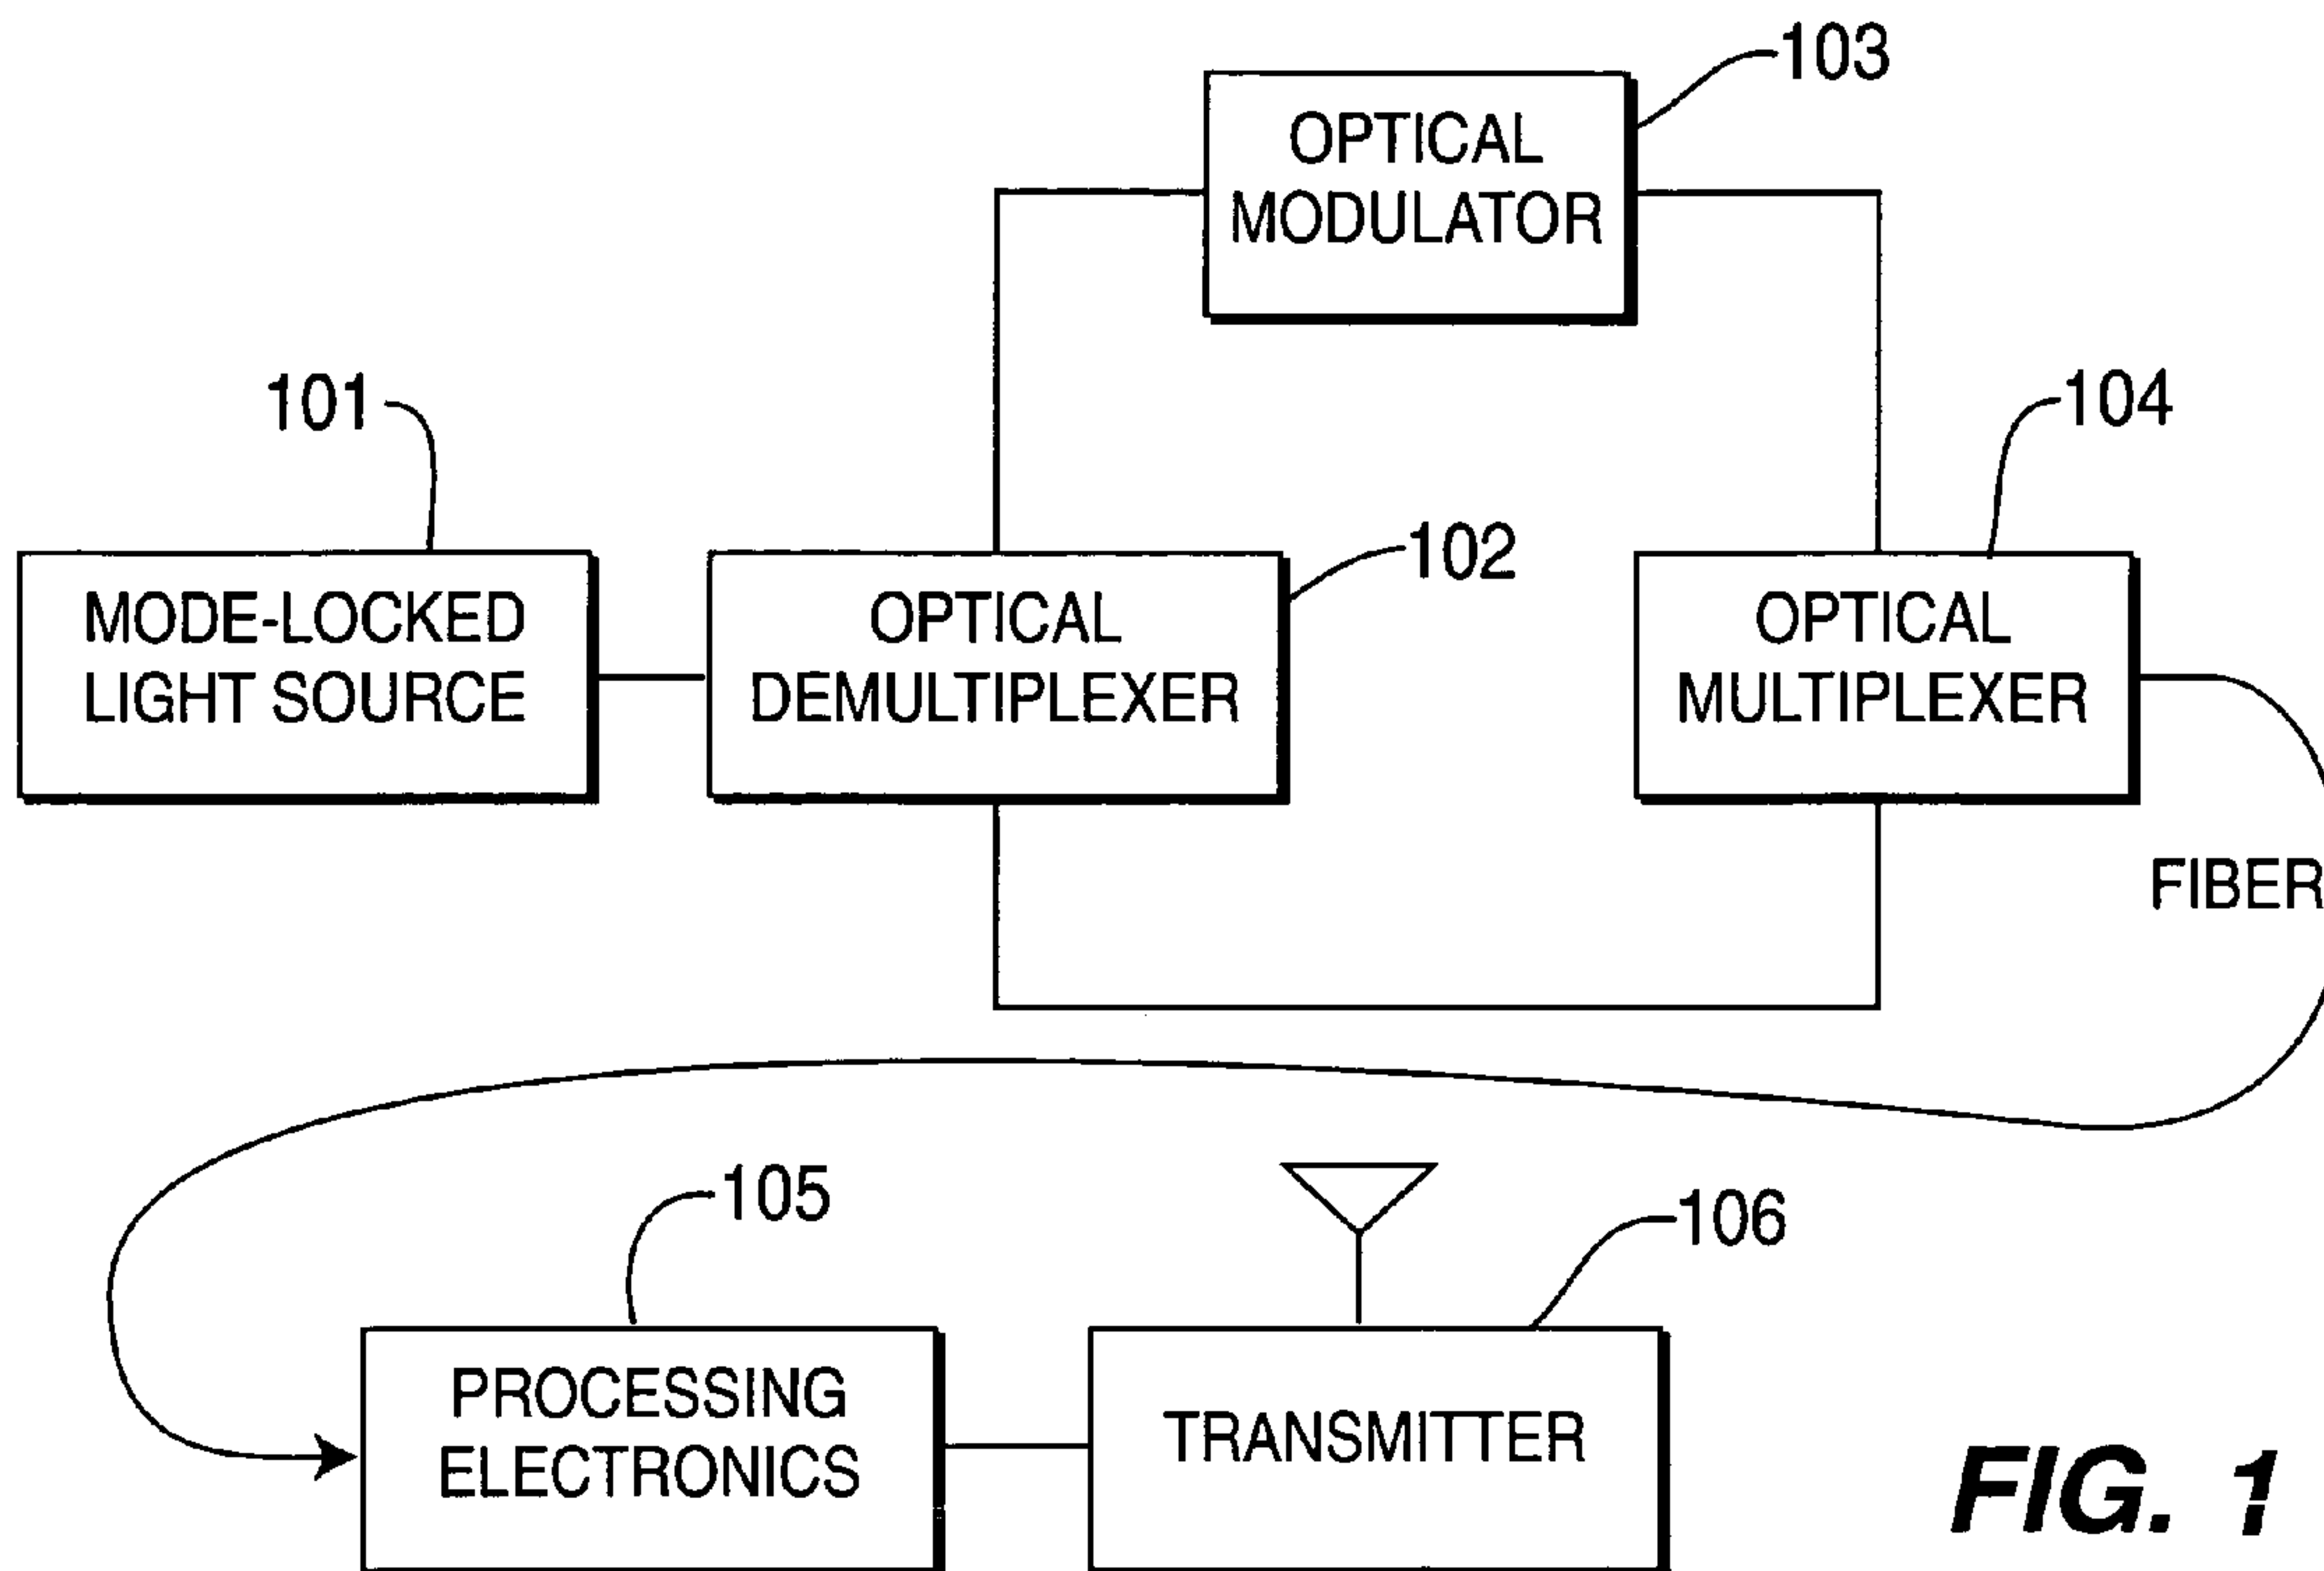 103
OPTICAL
MODULATOR
101
104
102
MODE-LOCKED
LIGHT SOURCE
OPTICAL
DEMULTIPLEXER
OPTICAL
MULTIPLEXER
FIBER
105
106
PROCESSING
ELECTRONICS
TRANSMITTER
FIG. 1